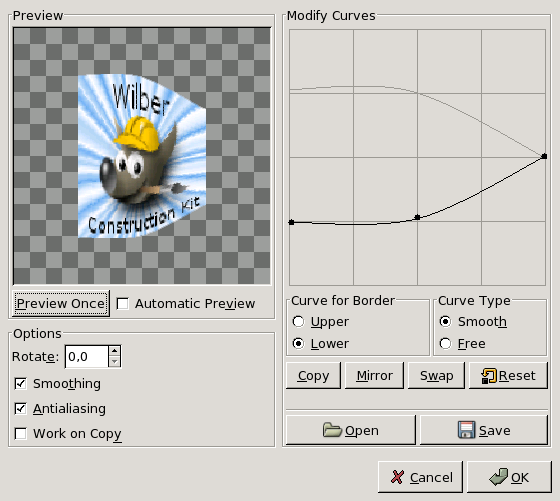 Preview
Wilber
Construction Kit
Preview Once
Automatic Preview
Options
Rotate: 0,0
Smoothing
Antialiasing
Work on Copy
Modify Curves
Curve for Border
Upper
Lower
Curve Type
Smooth
Free
Copy Mirror Swap Reset
Open Save
Cancel OK